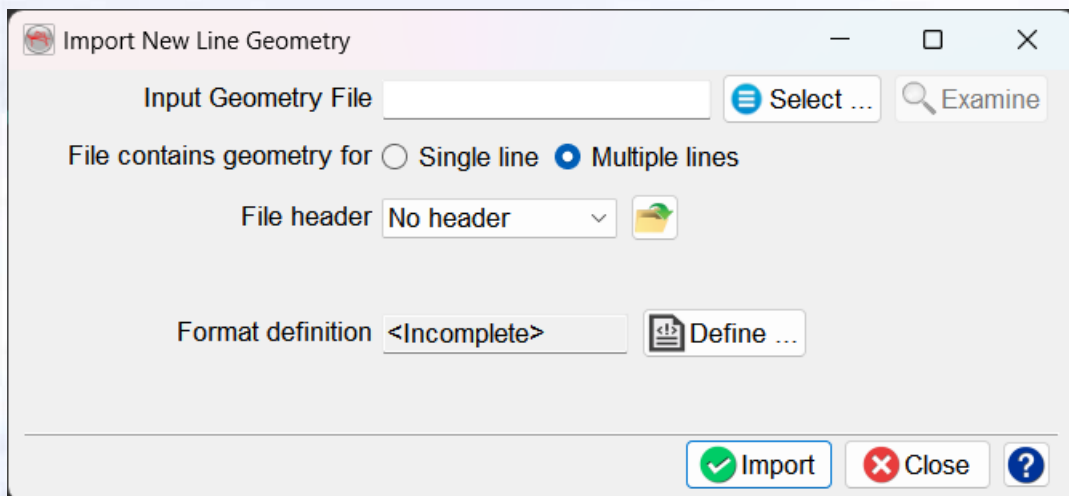 Import New Line Geometry
Input Geometry File Select ... Examine
File contains geometry for Single line Multiple lines
File header No header
Format definition <Incomplete> Define ...
Import Close ?